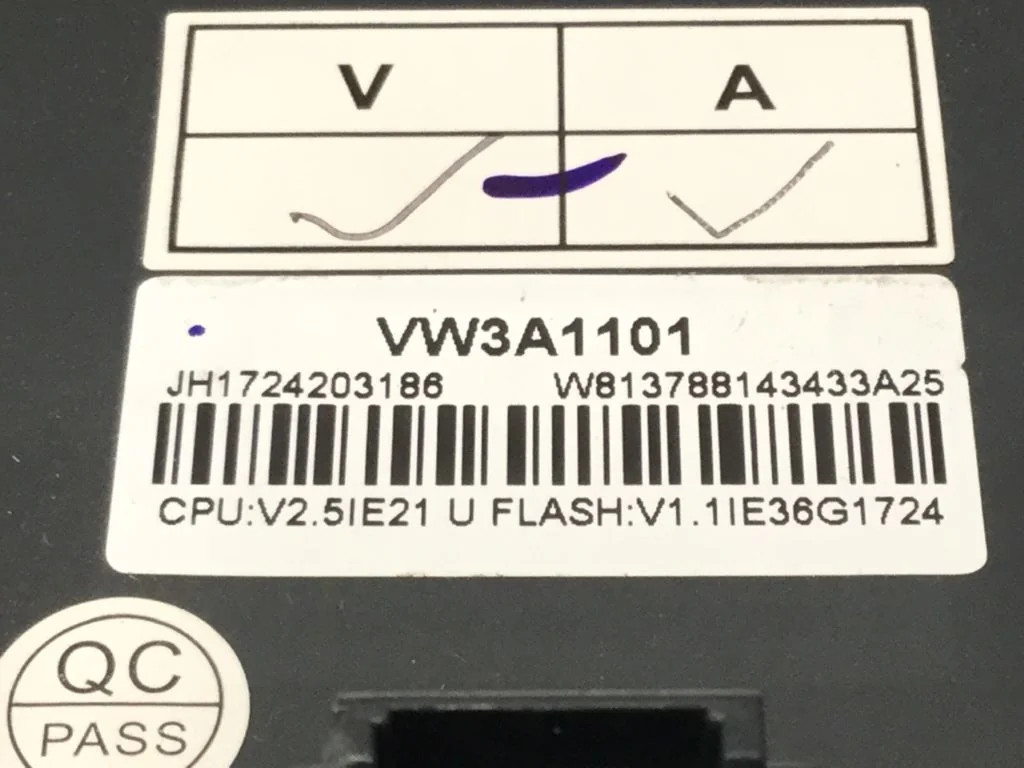 V A
VW3A1101
JH1724203186 W813788143433A25
CPU:V2.5IE21 U FLASH:V1.1IE36G1724
QC
PASS